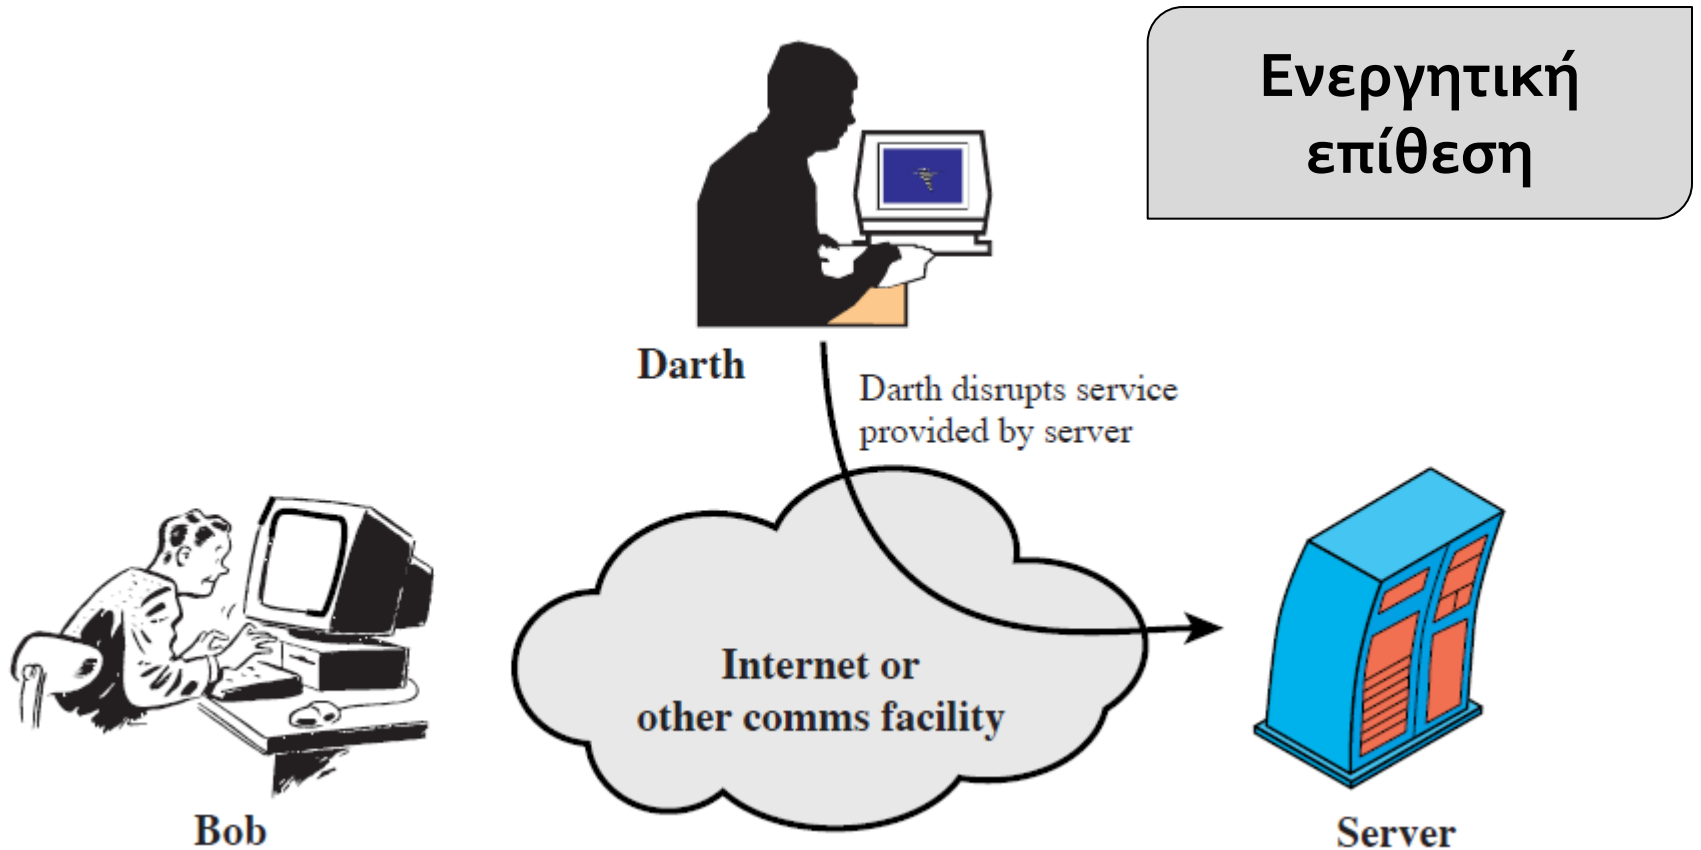 Ενεργητική
επίθεση
Darth
Darth disrupts service
provided by server
Internet or
other comms facility
Bob
Server